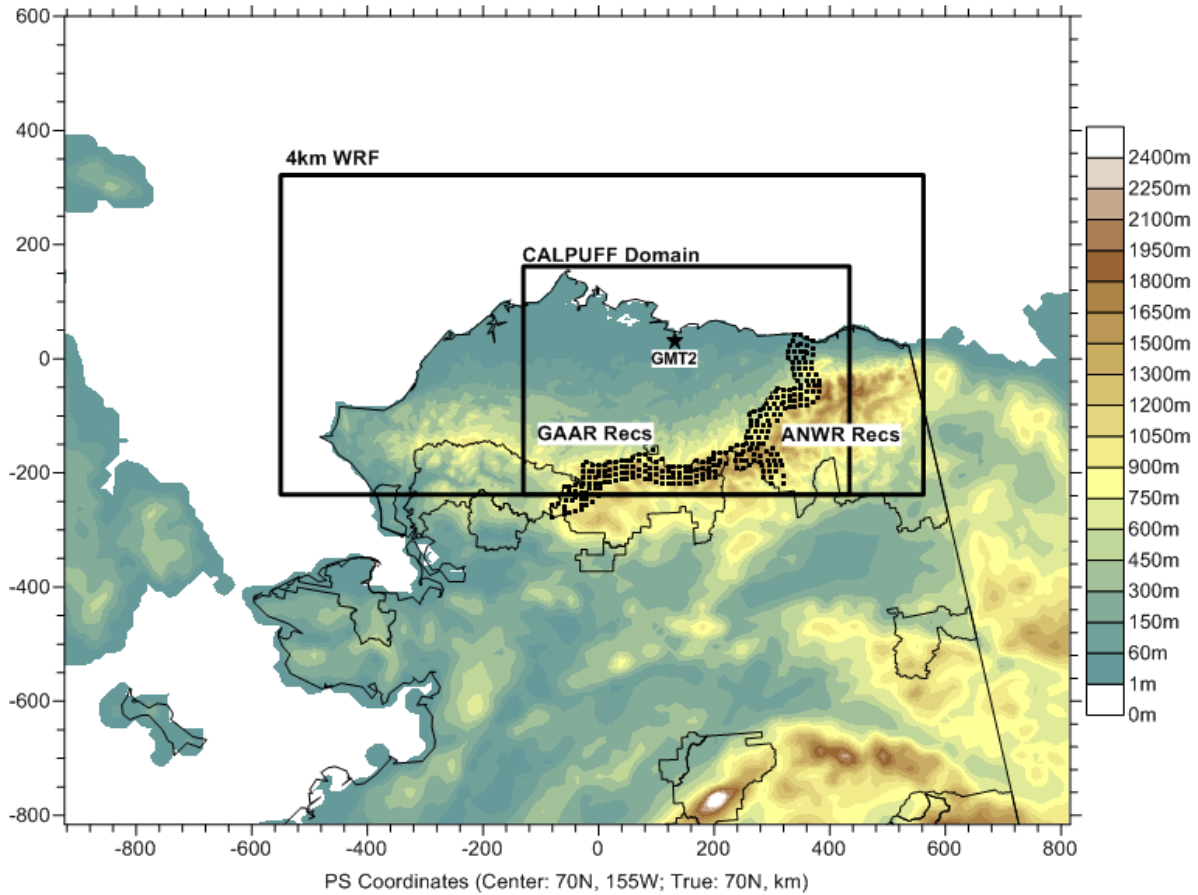 600
400
200
0
-200
-400
-600
-800
4km WRF
CALPUFF Domain
GMT2
GAAR Recs
ANWR Recs
2400m
2250m
2100m
1950m
1800m
1650m
1500m
1300m
1200m
1050m
900m
750m
600m
450m
300m
150m
60m
1m
0m
-800 -600 -400 -200 0 200 400 600 800
PS Coordinates (Center: 70N, 155W; True: 70N, km)